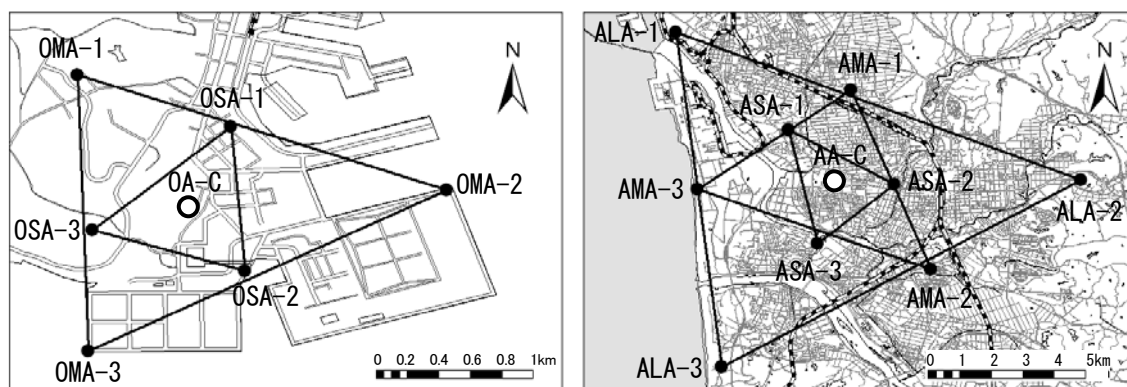 OMA-1
N
OSA-1
OA-C
OMA-2
OSA-3
OSA-2
OMA-3
0 0.2 0.4 0.6 0.8 1km
ALA-1
N
AMA-1
ASA-1
AA-C
AMA-3
ASA-2
ALA-2
ASA-3
AMA-2
ALA-3
0 1 2 3 4 5km